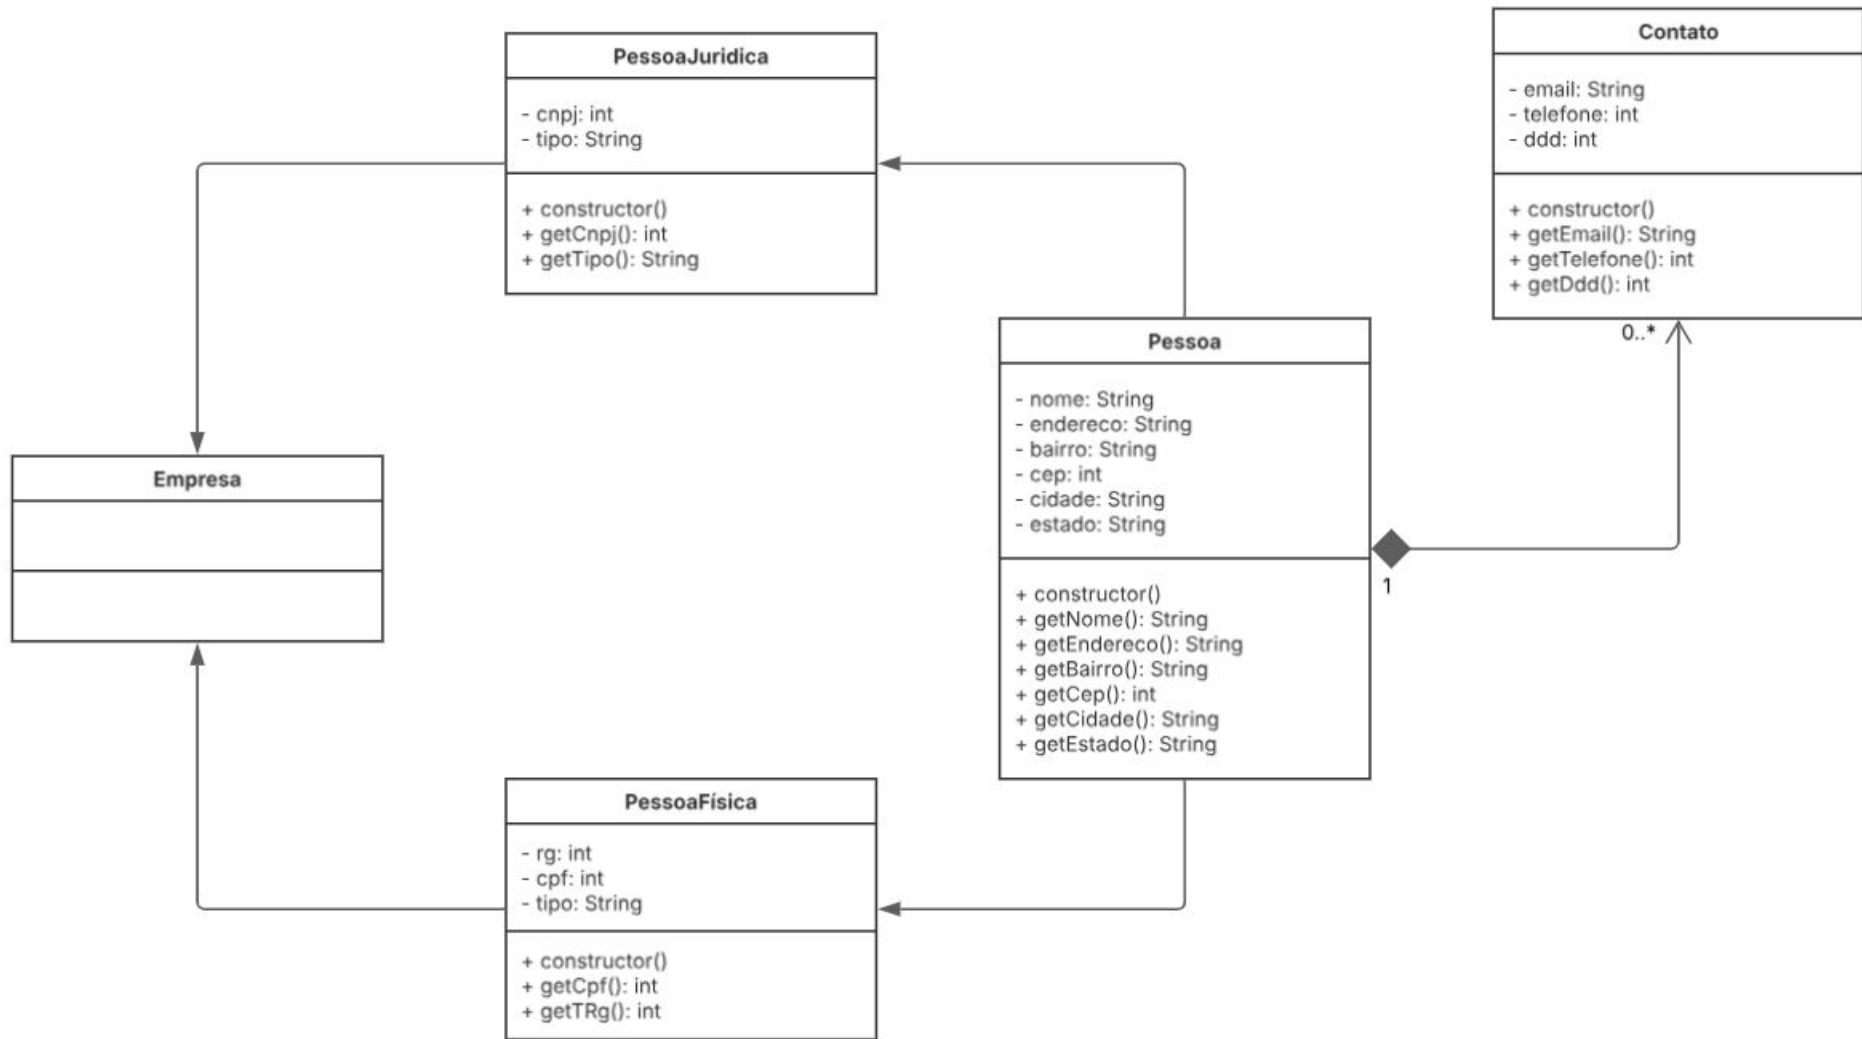 PessoaJuridica
- cnpj: int
- tipo: String
+ constructor()
+ getCnpj(): int
+ getTipo(): String
Contato
- email: String
- telefone: int
- ddd: int
+ constructor()
+ getEmail(): String
+ getTelefone(): int
+ getDdd(): int
0..*
Pessoa
- nome: String
- endereco: String
- bairro: String
- cep: int
- cidade: String
- estado: String
+ constructor()
+ getNome(): String
+ getEndereco(): String
+ getBairro(): String
+ getCep(): int
+ getCidade(): String
+ getEstado(): String
1
Empresa
PessoaFísica
- rg: int
- cpf: int
- tipo: String
+ constructor()
+ getCpf(): int
+ getTRg(): int